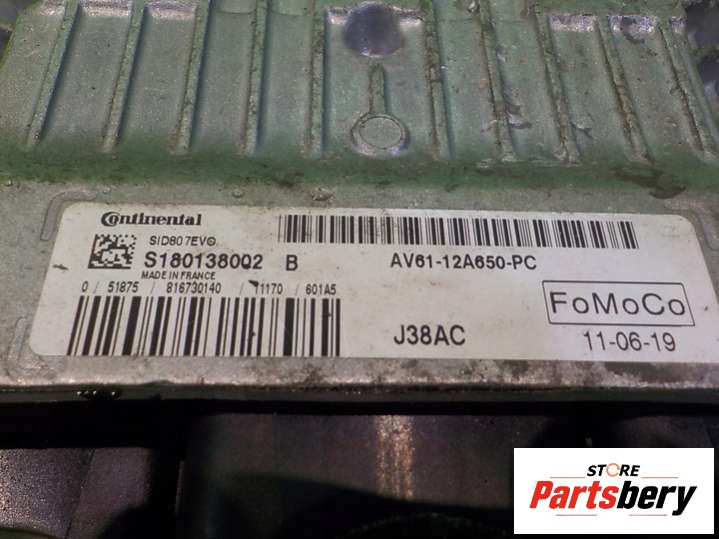 Continental
SID807EVO
S180138002 B
MADE IN FRANCE
0 / 51875 / 816730140 / 11170 / 601A5
AV61-12A650-PC
FoMoCo
J38AC
11-06-19
STORE
Partsbery